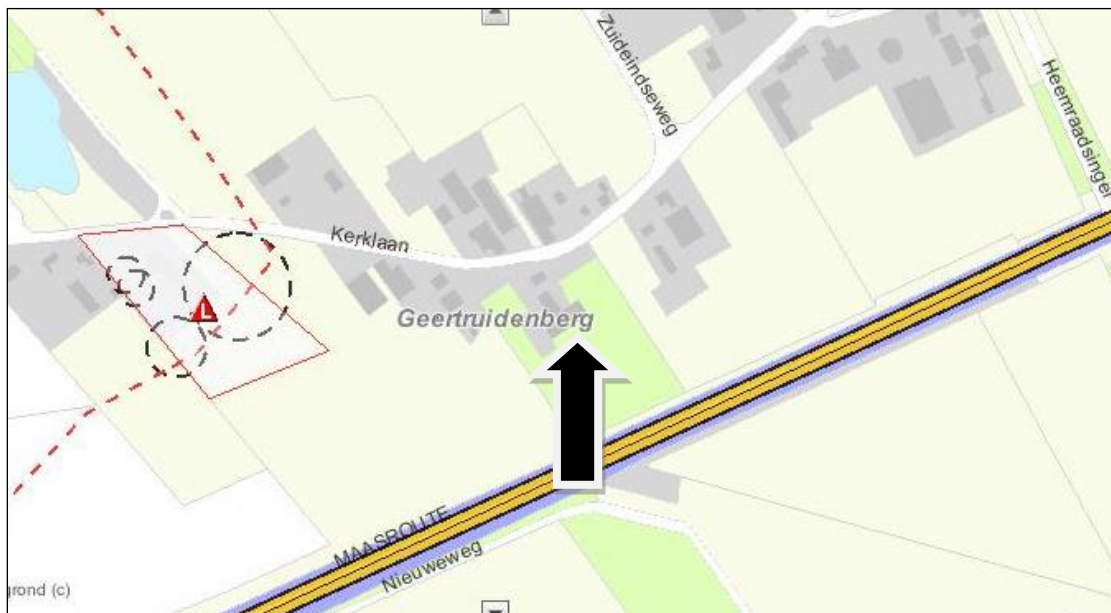 Zuideindseweg
Heemraadsingel
Kerklaan
Geertruidenberg
L
MAASROUTE
Nieuweweg
grond (c)